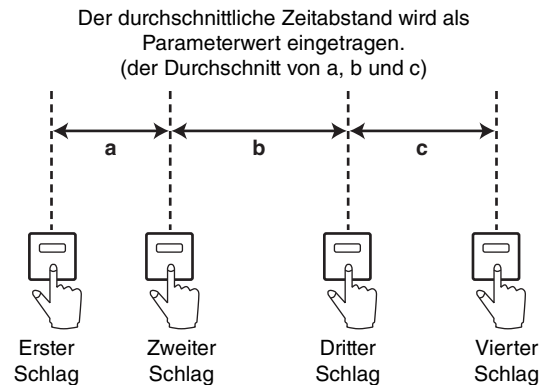 Der durchschnittliche Zeitabstand wird als
Parameterwert eingetragen.
(der Durchschnitt von a, b und c)
a b c
Erster Zweiter Dritter Vierter
Schlag Schlag Schlag Schlag